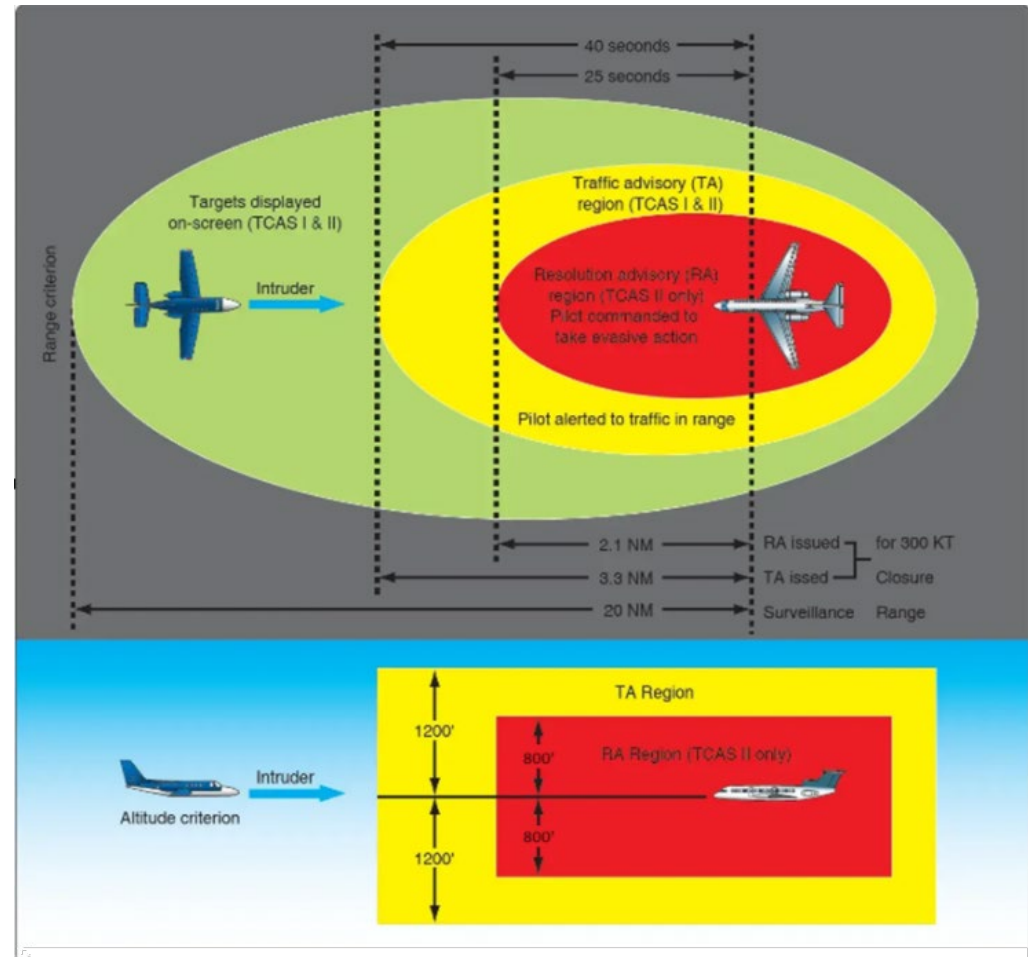 40 seconds
25 seconds
Traffic advisory (TA)
region (TCAS I & II)
Targets displayed
on-screen (TCAS I & II)
Range criterion
Intruder
Resolution advisory (RA)
region (TCAS II only)
Pilot commanded to
take evasive action
Pilot alerted to traffic in range
2.1 NM RA issued for 300 KT
3.3 NM TA issed Closure
20 NM Surveillance Range
TA Region
1200'
RA Region (TCAS II only)
800'
Intruder
Altitude criterion
800'
1200'